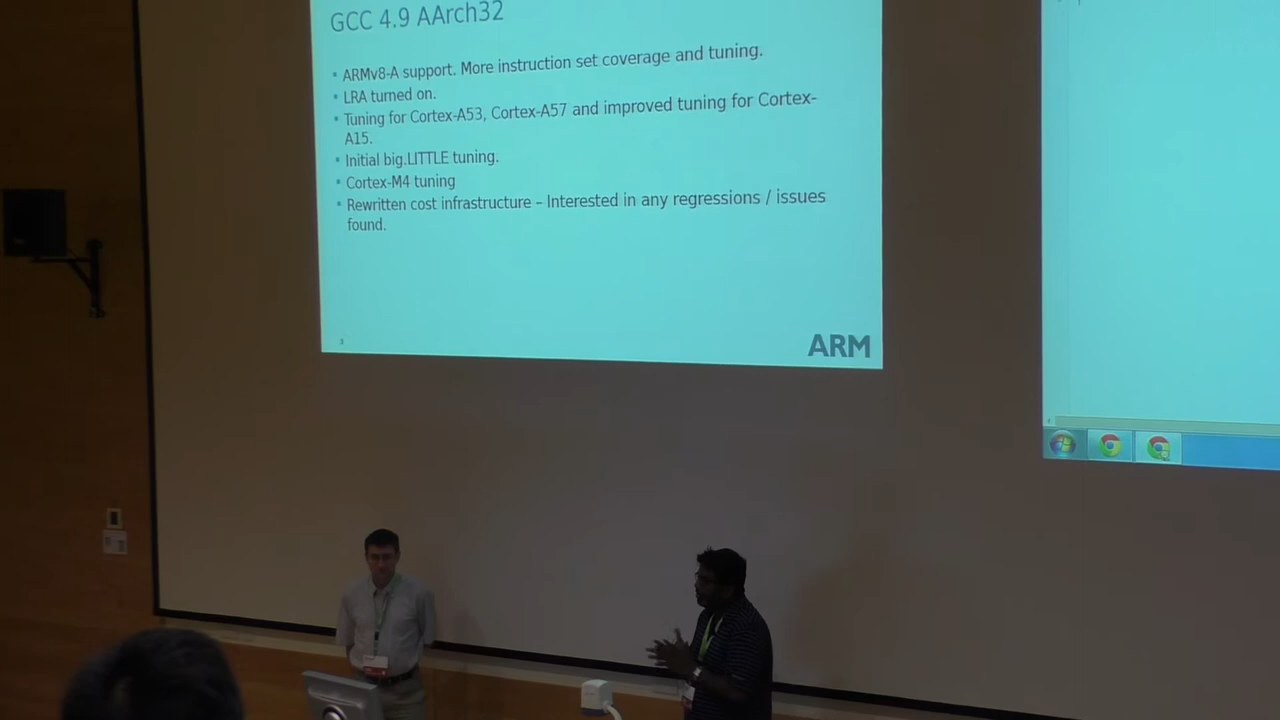 GCC 4.9 AArch32
• ARMv8-A support. More instruction set coverage and tuning.
• LRA turned on.
• Tuning for Cortex-A53, Cortex-A57 and improved tuning for Cortex-
A15.
• Initial big.LITTLE tuning.
• Cortex-M4 tuning
• Rewritten cost infrastructure – Interested in any regressions / issues
found.
ARM